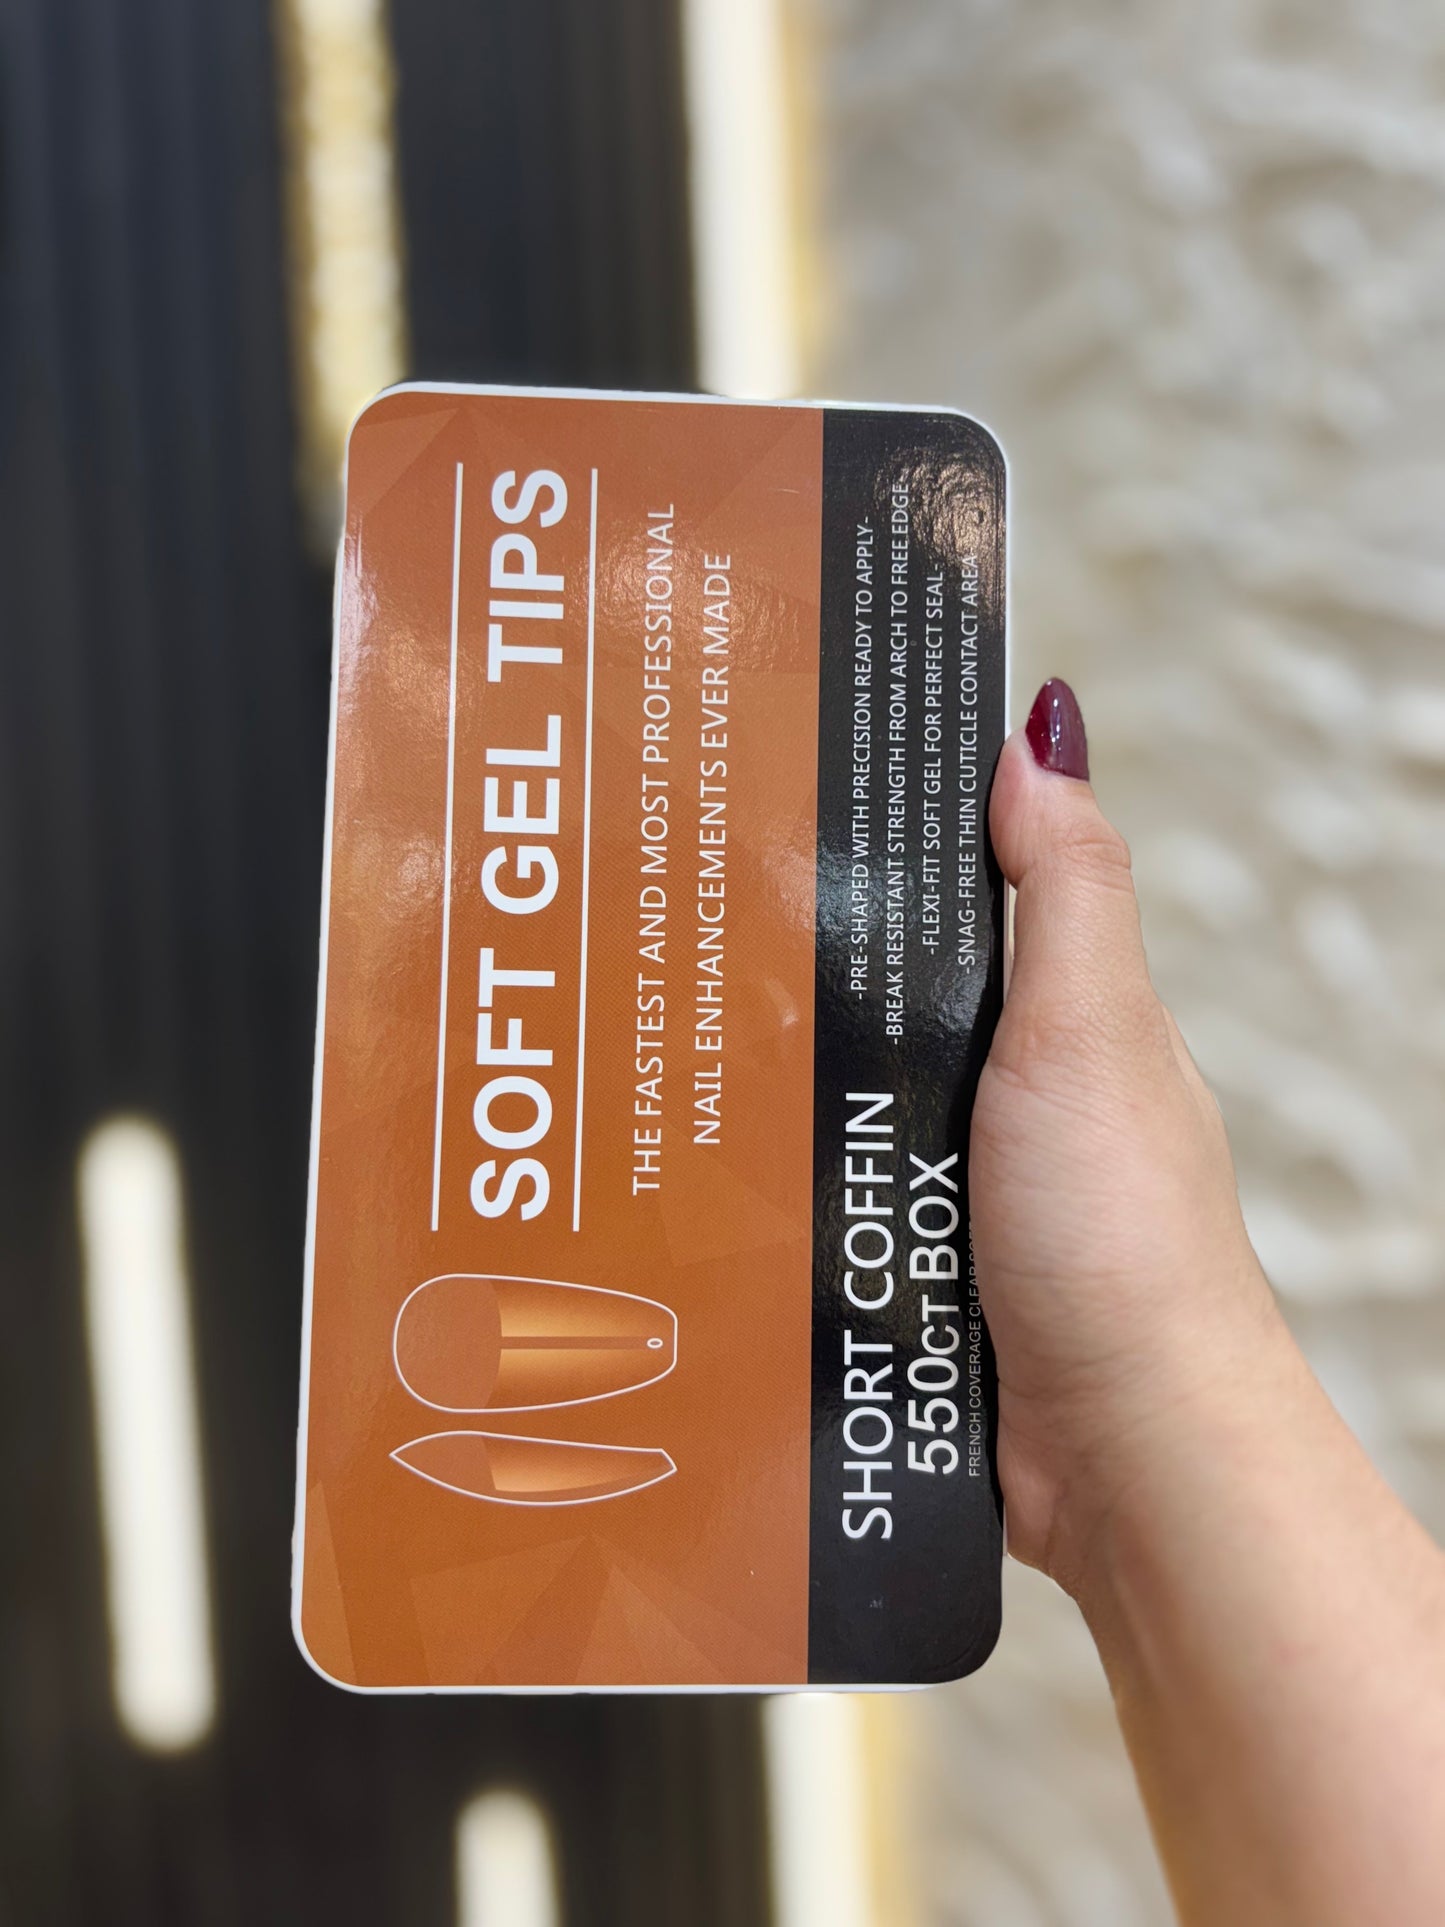 SOFT GEL TIPS
THE FASTEST AND MOST PROFESSIONAL
NAIL ENHANCEMENTS EVER MADE
0
SHORT COFFIN
550CT BOX
FRENCH COVERAGE CLEAR
-PRE-SHAPED WITH PRECISION READY TO APPLY-
-BREAK RESISTANT STRENGTH FROM ARCH TO FREE EDGE-
-FLEXI-FIT SOFT GEL FOR PERFECT SEAL-
-SNAG-FREE THIN CUTICLE CONTACT AREA